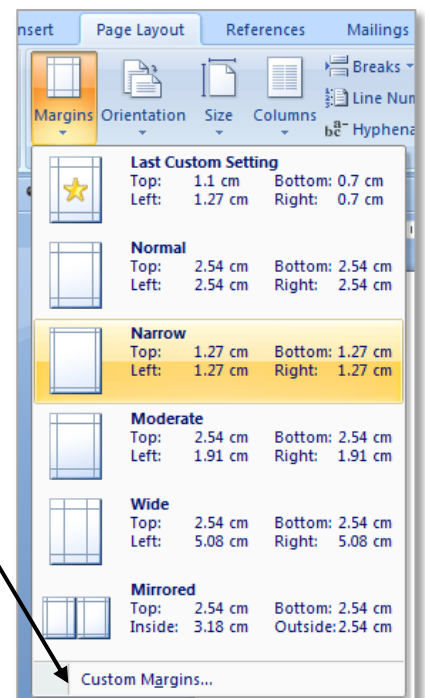 nsert Page Layout References Mailings
Breaks
Line Num
Margins Orientation Size Columns
Hyphena
Last Custom Setting
Top: 1.1 cm Bottom: 0.7 cm
Left: 1.27 cm Right: 0.7 cm
Normal
Top: 2.54 cm Bottom: 2.54 cm
Left: 2.54 cm Right: 2.54 cm
Narrow
Top: 1.27 cm Bottom: 1.27 cm
Left: 1.27 cm Right: 1.27 cm
Moderate
Top: 2.54 cm Bottom: 2.54 cm
Left: 1.91 cm Right: 1.91 cm
Wide
Top: 2.54 cm Bottom: 2.54 cm
Left: 5.08 cm Right: 5.08 cm
Mirrored
Top: 2.54 cm Bottom: 2.54 cm
Inside: 3.18 cm Outside: 2.54 cm
Custom Margins...